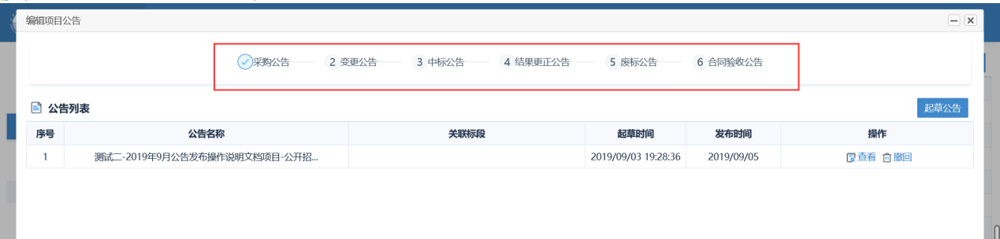 编辑项目公告
采购公告 2 变更公告 3 中标公告 4 结果更正公告 5 废标公告 6 合同验收公告
公告列表 起草公告
序号 公告名称 关联标段 起草时间 发布时间 操作
1 测试二-2019年9月公告发布操作说明文档项目-公开招... 2019/09/03 19:28:36 2019/09/05 查看 撤回